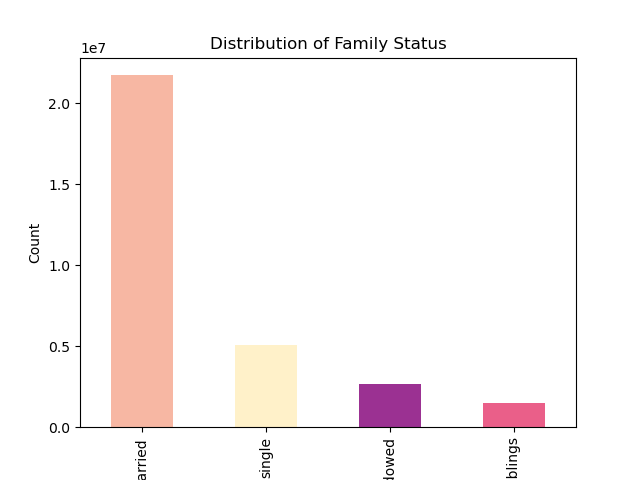 Distribution of Family Status
1e7
Count
2.0
1.5
1.0
0.5
0.0
arried
single
dowed
blings